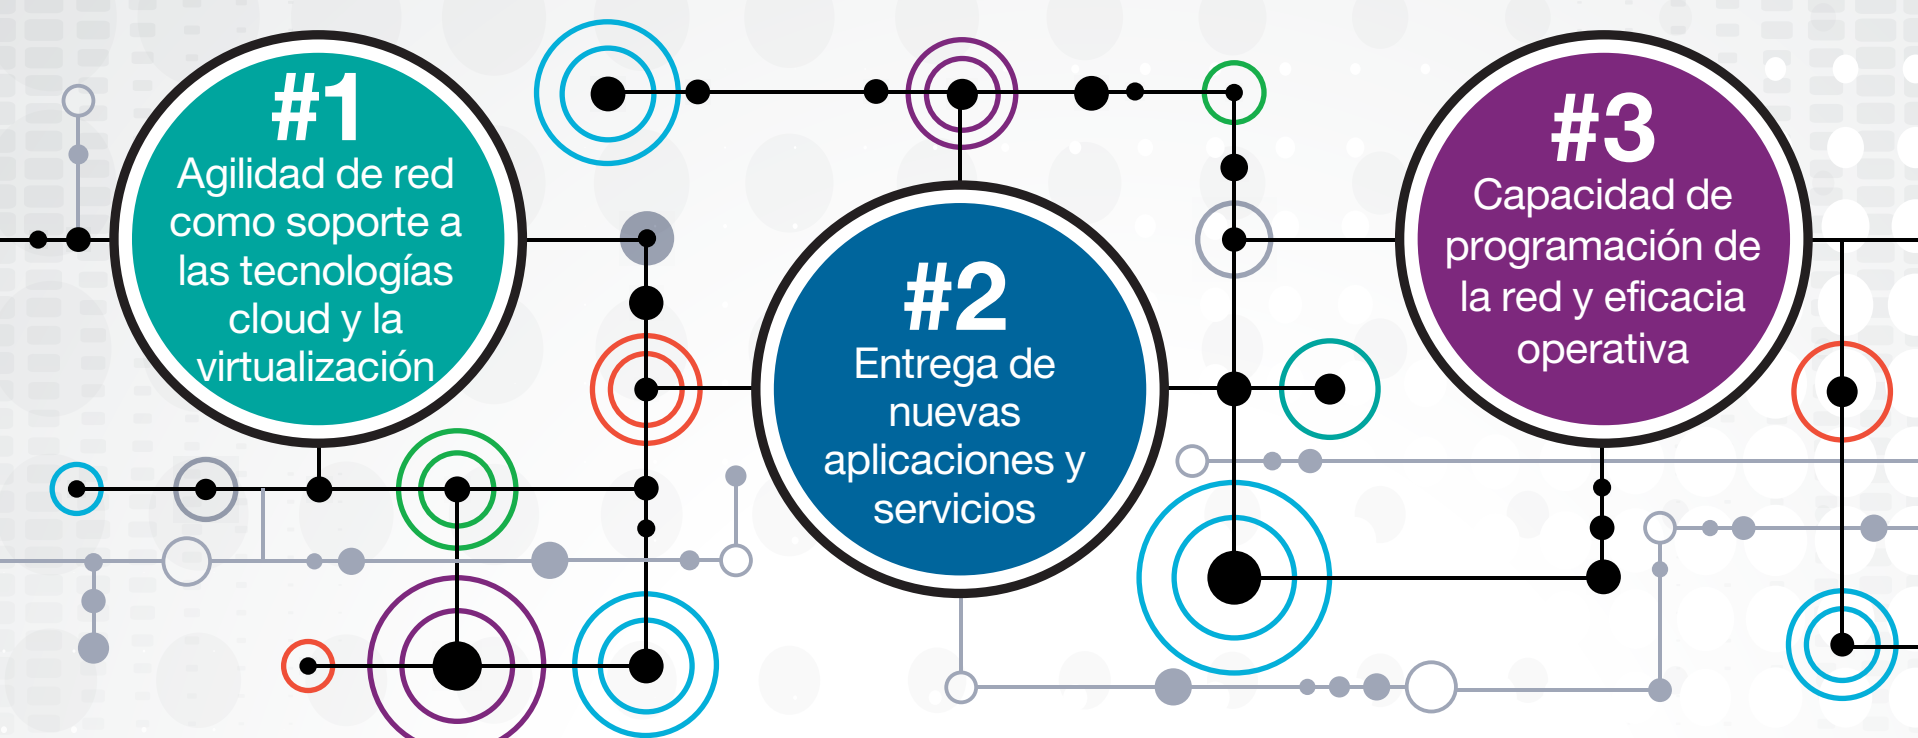 #1
Agilidad de red
como soporte a
las tecnologías
cloud y la
virtualización
#2
Entrega de
nuevas
aplicaciones y
servicios
#3
Capacidad de
programación de
la red y eficacia
operativa